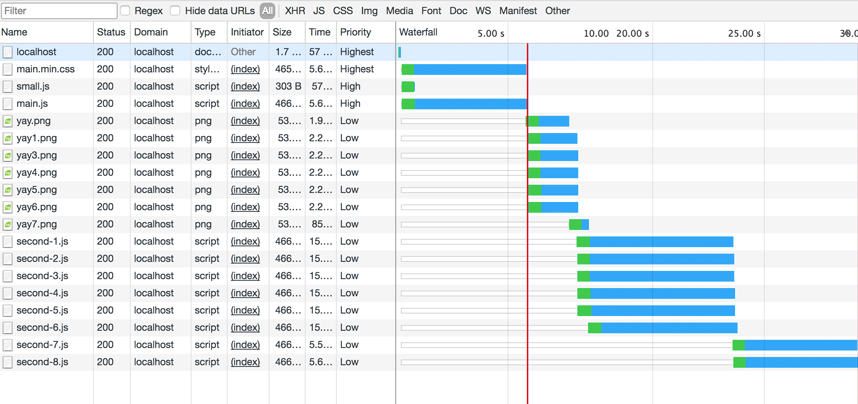 Filter Regex Hide data URLs All XHR JS CSS Img Media Font Doc WS Manifest Other
Name Status Domain Type Initiator Size Time Priority Waterfall 5.00 s 10.00 20.00 s 25.00 s
localhost 200 localhost doc... Other 1.7 ... 57 ... Highest
main.min.css 200 localhost styl... (index) 465... 5.6... Highest
small.js 200 localhost script (index) 303 B 57... High
main.js 200 localhost script (index) 466... 5.6... High
yay.png 200 localhost png (index) 53.... 1.9... Low
yay1.png 200 localhost png (index) 53.... 2.2... Low
yay3.png 200 localhost png (index) 53.... 2.2... Low
yay4.png 200 localhost png (index) 53.... 2.2... Low
yay5.png 200 localhost png (index) 53.... 2.2... Low
yay6.png 200 localhost png (index) 53.... 2.2... Low
yay7.png 200 localhost png (index) 53.... 85... Low
second-1.js 200 localhost script (index) 466... 15.... Low
second-2.js 200 localhost script (index) 466... 15.... Low
second-3.js 200 localhost script (index) 466... 15.... Low
second-4.js 200 localhost script (index) 466... 15.... Low
second-5.js 200 localhost script (index) 466... 15.... Low
second-6.js 200 localhost script (index) 466... 15.... Low
second-7.js 200 localhost script (index) 466... 5.5... Low
second-8.js 200 localhost script (index) 466... 5.6... Low